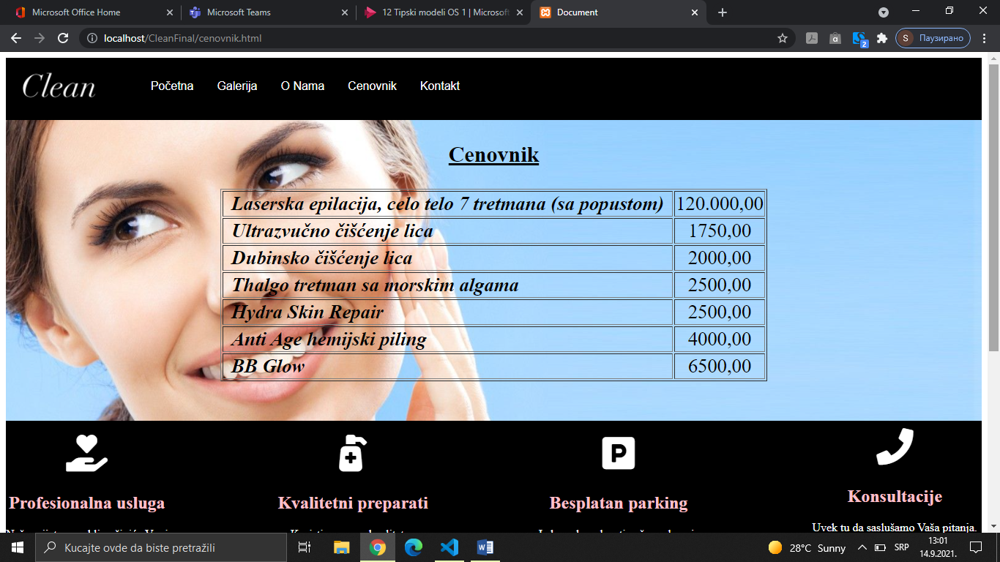 Microsoft Office Home
Microsoft Teams
12 Tipski modeli OS 1 | Microsoft
Document
localhost/CleanFinal/cenovnik.html
2
S
Паузирано
Clean
Početna
Galerija
O Nama
Cenovnik
Kontakt
Cenovnik
Laserska epilacija, celo telo 7 tretmana (sa popustom) 120.000,00
Ultrazvučno čišćenje lica 1750,00
Dubinsko čišćenje lica 2000,00
Thalgo tretman sa morskim algama 2500,00
Hydra Skin Repair 2500,00
Anti Age hemijski piling 4000,00
BB Glow 6500,00
P
Profesionalna usluga
Kvalitetni preparati
Besplatan parking
Konsultacije
Uvek tu da saslušamo Vaša pitanja.
Kucajte ovde da biste pretražili
28°C Sunny
SRP
13:01
14.9.2021.